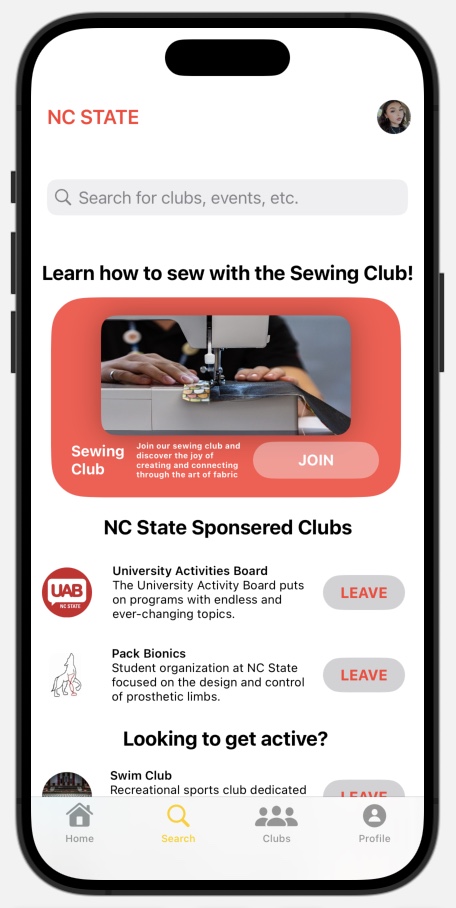 NC STATE
Search for clubs, events, etc.
Learn how to sew with the Sewing Club!
Sewing
Club
Join our sewing club and
discover the joy of
creating and connecting
through the art of fabric
JOIN
NC State Sponsered Clubs
UAB
NC STATE
University Activities Board
The University Activity Board puts
on programs with endless and
ever-changing topics.
LEAVE
Pack Bionics
Student organization at NC State
focused on the design and control
of prosthetic limbs.
LEAVE
Looking to get active?
Swim Club
Recreational sports club dedicated
LEAVE
Home
Search
Clubs
Profile